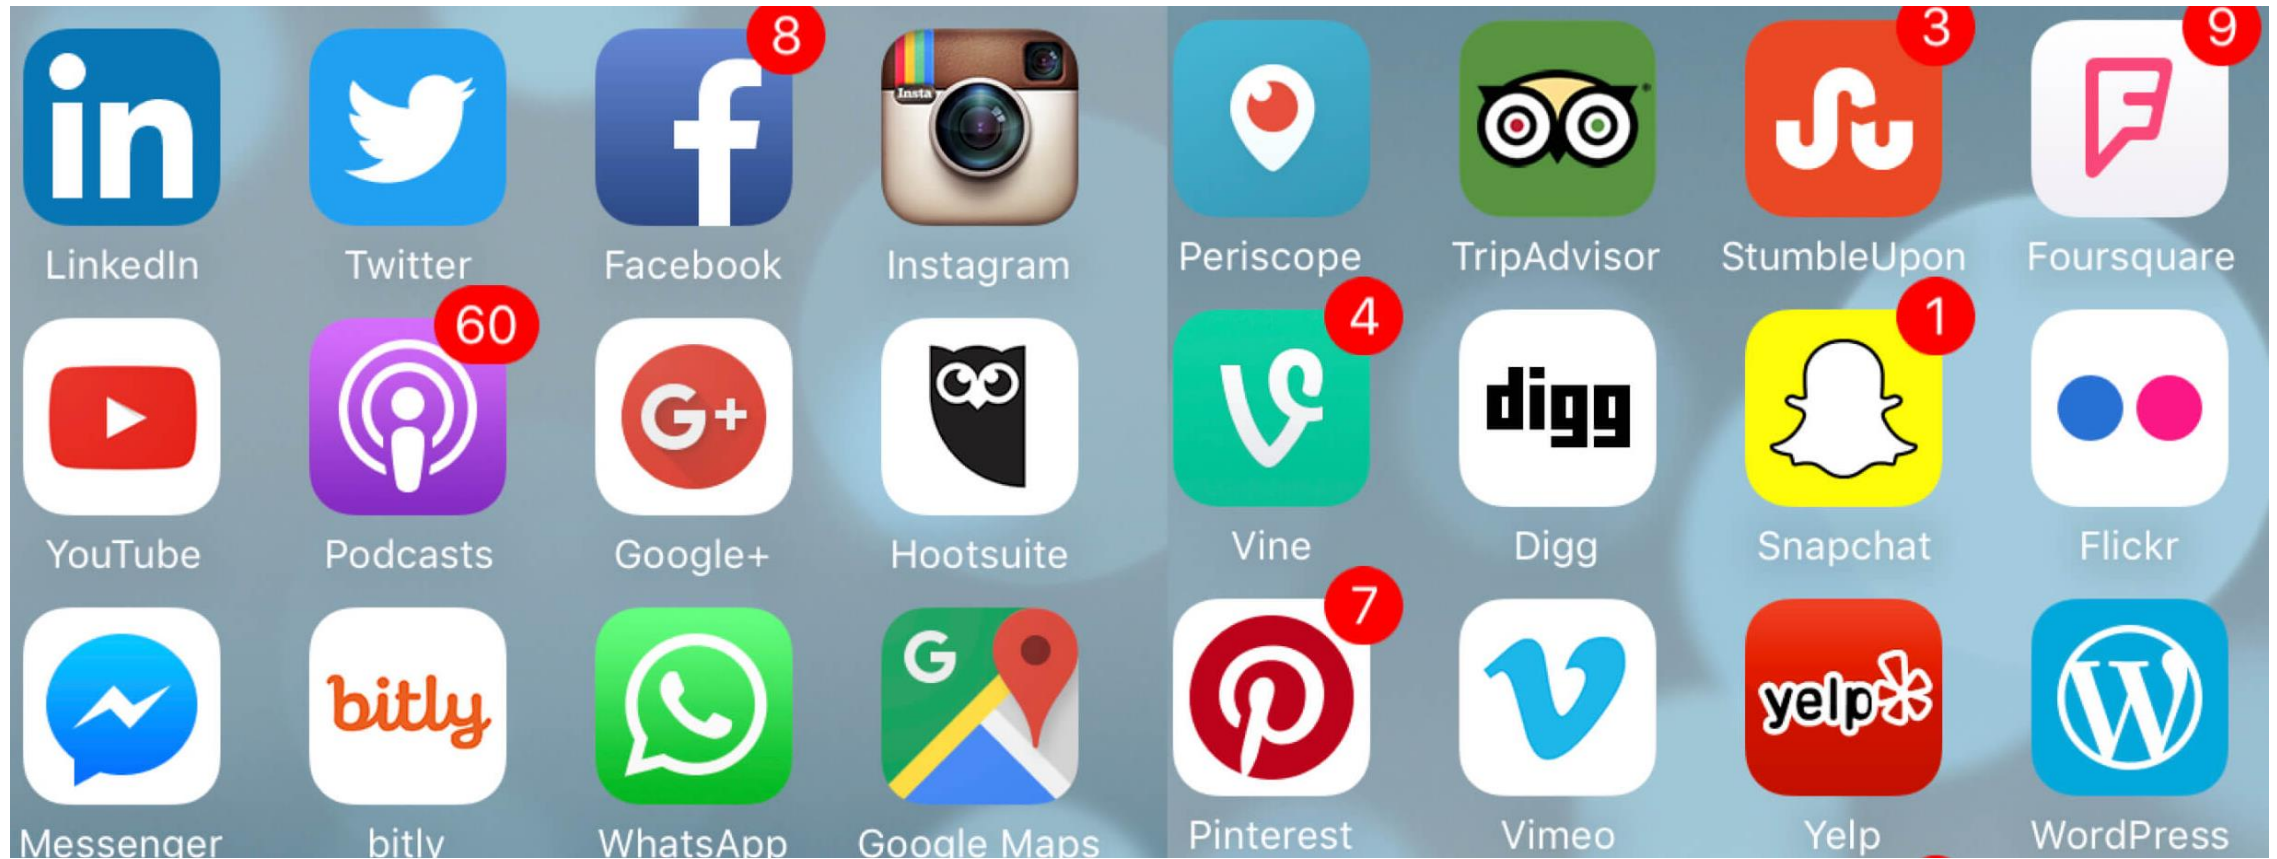 8
3
9
in
Insta
LinkedIn
Twitter
Facebook
Instagram
Periscope
TripAdvisor
StumbleUpon
Foursquare
60
4
1
G+
digg
YouTube
Podcasts
Google+
Hootsuite
Vine
Digg
Snapchat
Flickr
7
bitly
G
yelp
Messenger
bitly
WhatsApp
Google Maps
Pinterest
Vimeo
Yelp
WordPress